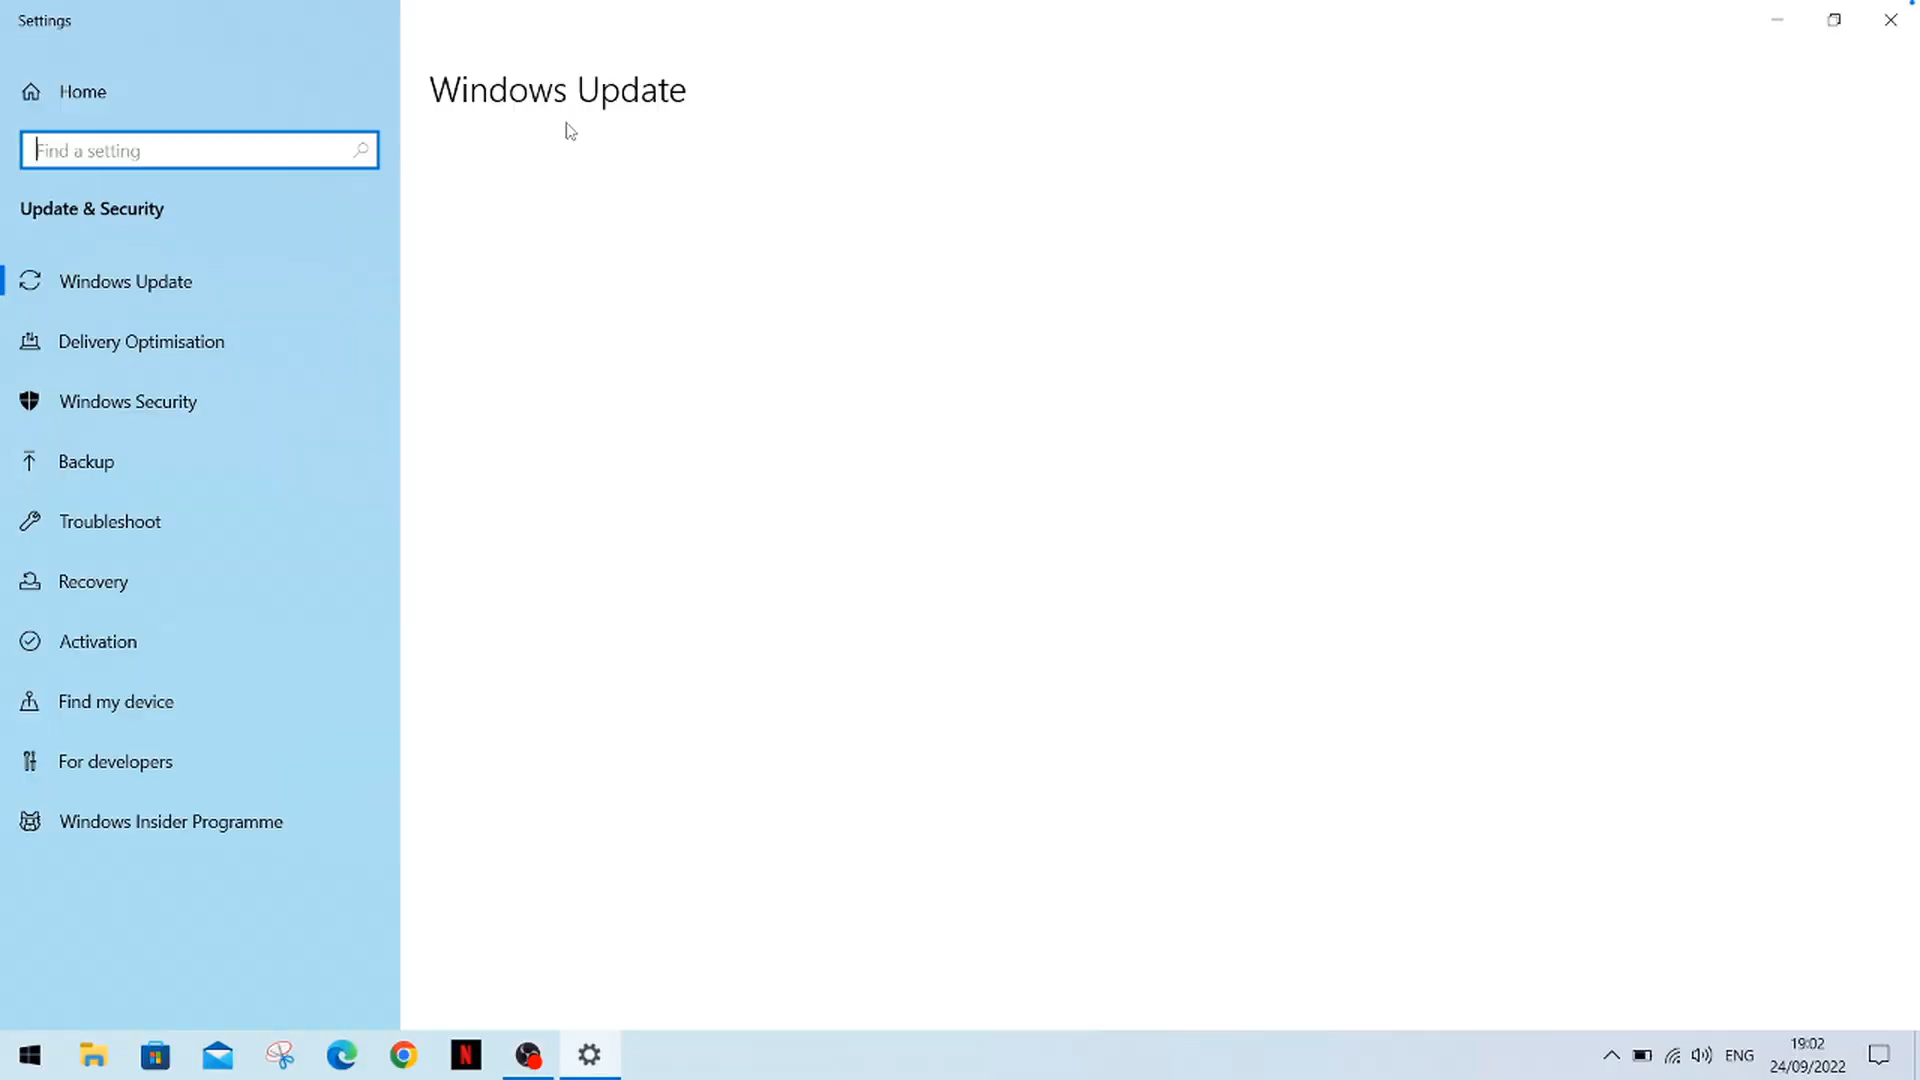 Settings
Home
Find a setting
Update & Security
Windows Update
Delivery Optimisation
Windows Security
Backup
Troubleshoot
Recovery
Activation
Find my device
For developers
Windows Insider Programme
Windows Update
N
ENG
19:02
24/09/2022